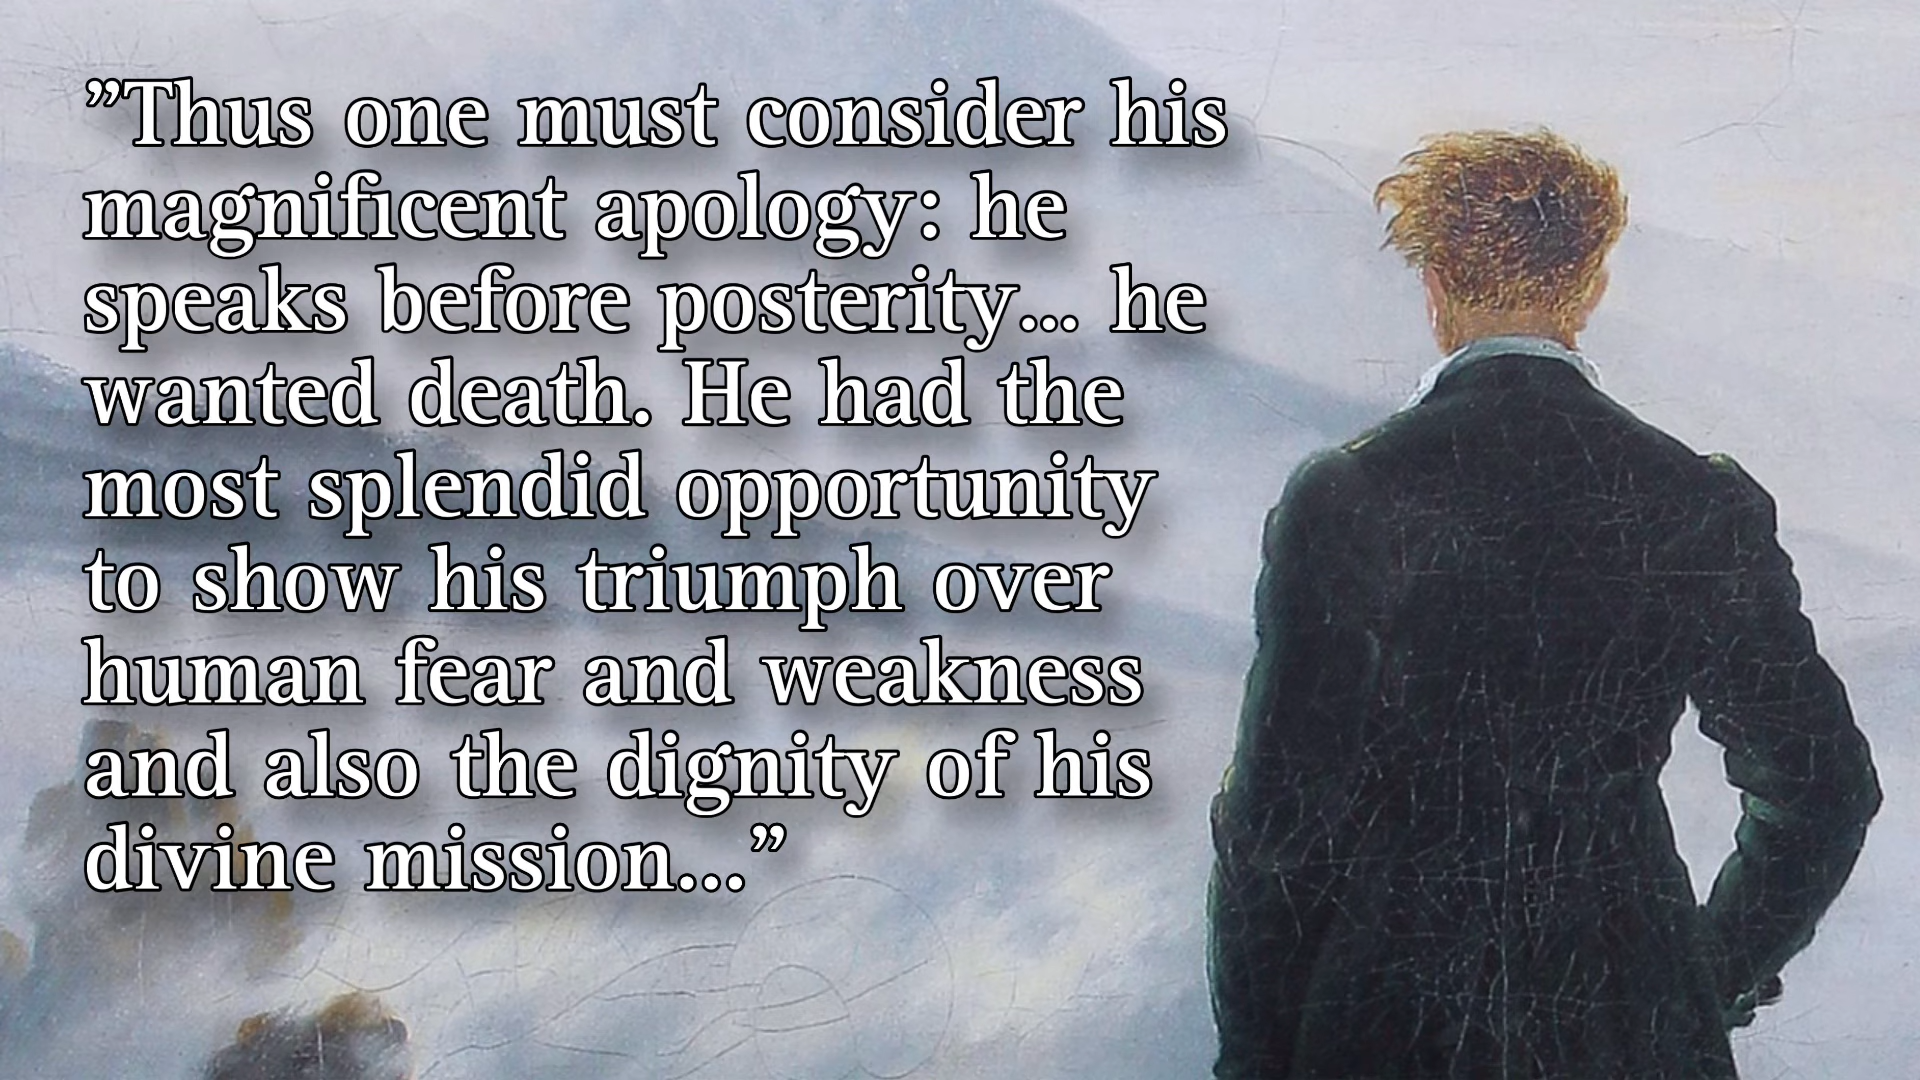 ”Thus one must consider his
magnificent apology: he
speaks before posterity... he
wanted death. He had the
most splendid opportunity
to show his triumph over
human fear and weakness
and also the dignity of his
divine mission...”